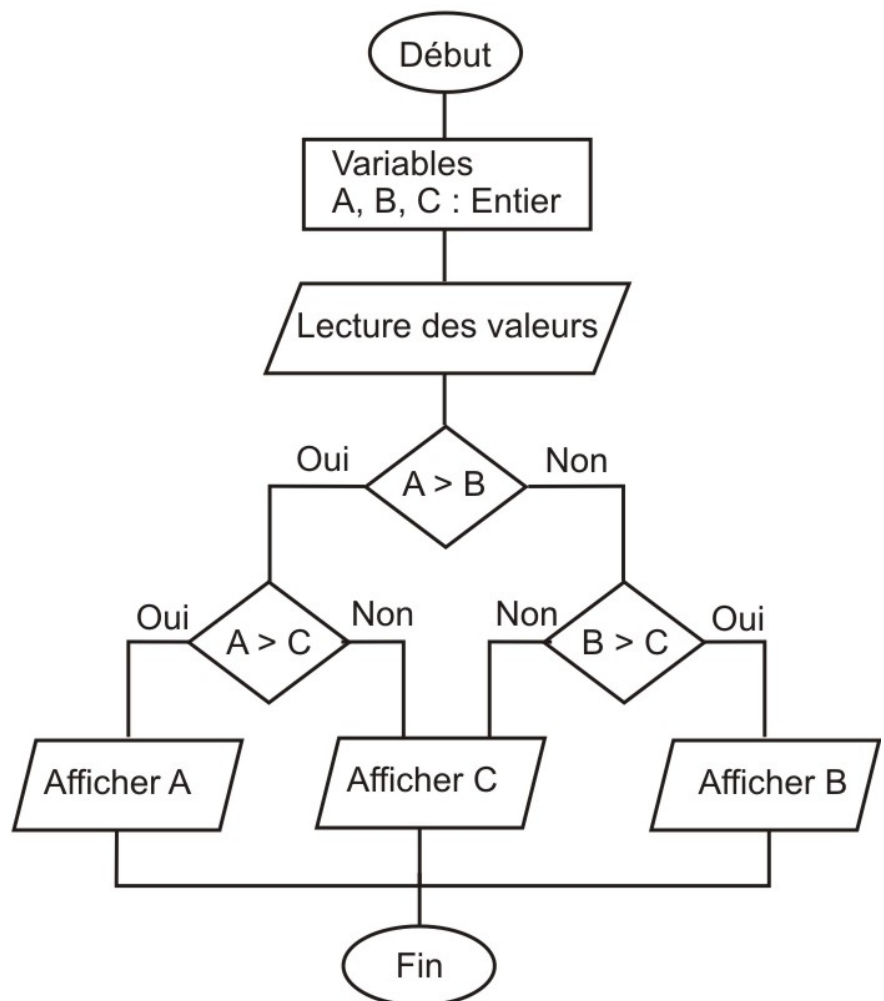 Début
Variables
A, B, C : Entier
Lecture des valeurs
Oui
A > B
Non
Oui
A > C
Non
Non
B > C
Oui
Afficher A
Afficher C
Afficher B
Fin